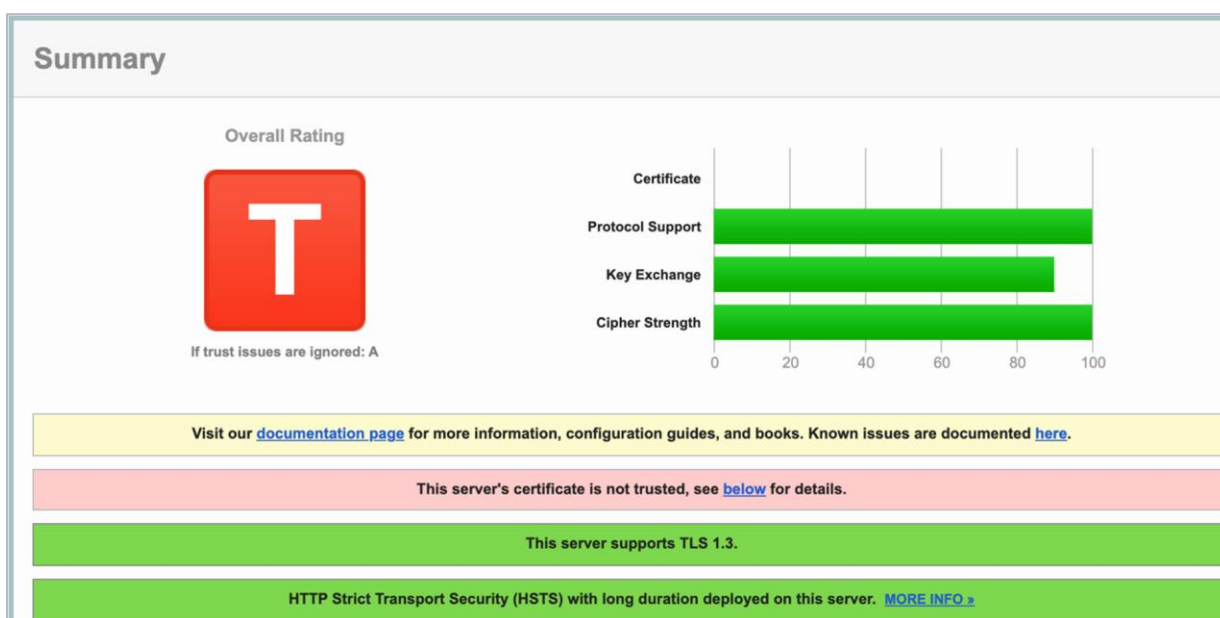 Summary
Overall Rating
T
If trust issues are ignored: A
Certificate
Protocol Support
Key Exchange
Cipher Strength
0 20 40 60 80 100
Visit our documentation page for more information, configuration guides, and books. Known issues are documented here.
This server's certificate is not trusted, see below for details.
This server supports TLS 1.3.
HTTP Strict Transport Security (HSTS) with long duration deployed on this server. MORE INFO »